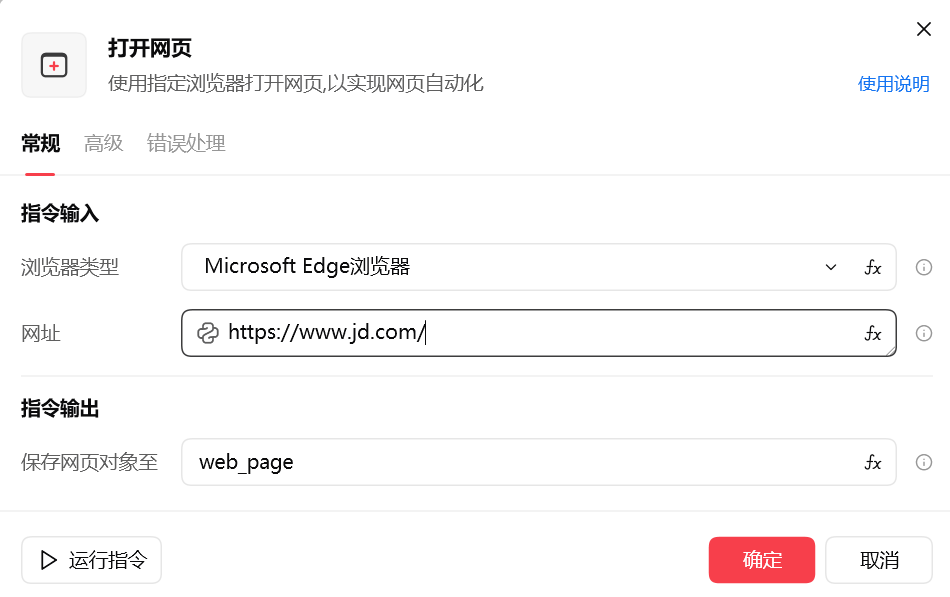 打开网页
使用指定浏览器打开网页,以实现网页自动化
使用说明
常规 高级 错误处理
指令输入
浏览器类型 Microsoft Edge浏览器 fx
网址 https://www.jd.com/ fx
指令输出
保存网页对象至 web_page fx
运行指令 确定 取消